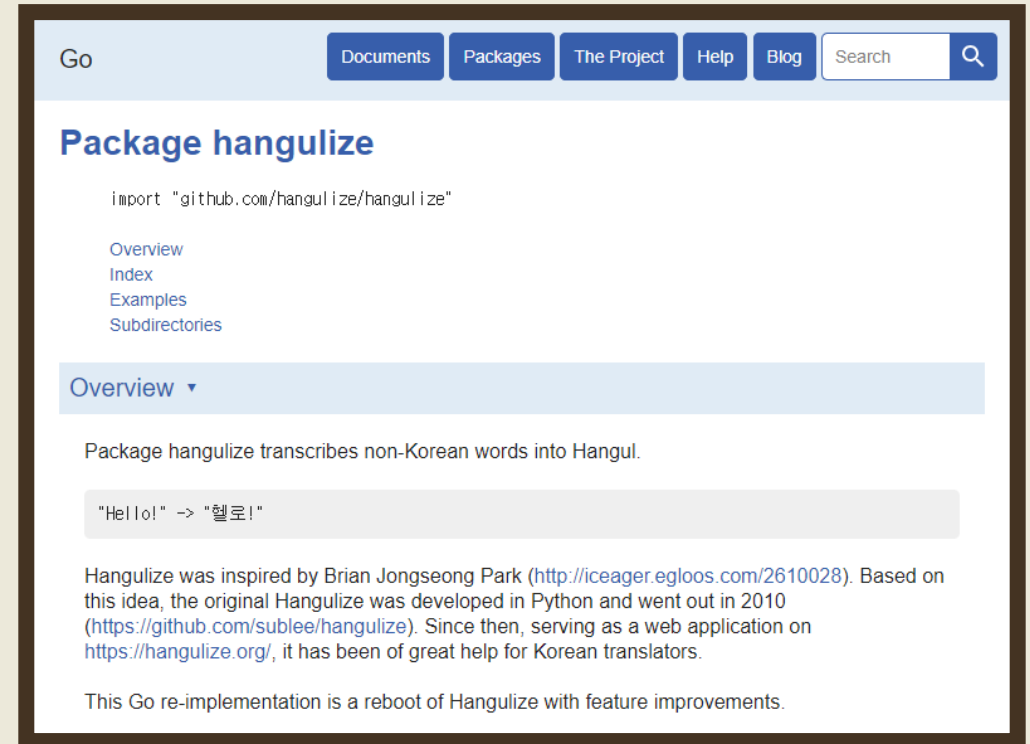 Go
Documents
Packages
The Project
Help
Blog
Search
Package hangulize
import "github.com/hangulize/hangulize"
Overview
Index
Examples
Subdirectories
Overview ▾
Package hangulize transcribes non-Korean words into Hangul.
"Hello!" -> "헬로!"
Hangulize was inspired by Brian Jongseong Park (http://iceager.egloos.com/2610028). Based on
this idea, the original Hangulize was developed in Python and went out in 2010
(https://github.com/sublee/hangulize). Since then, serving as a web application on
https://hangulize.org/, it has been of great help for Korean translators.
This Go re-implementation is a reboot of Hangulize with feature improvements.